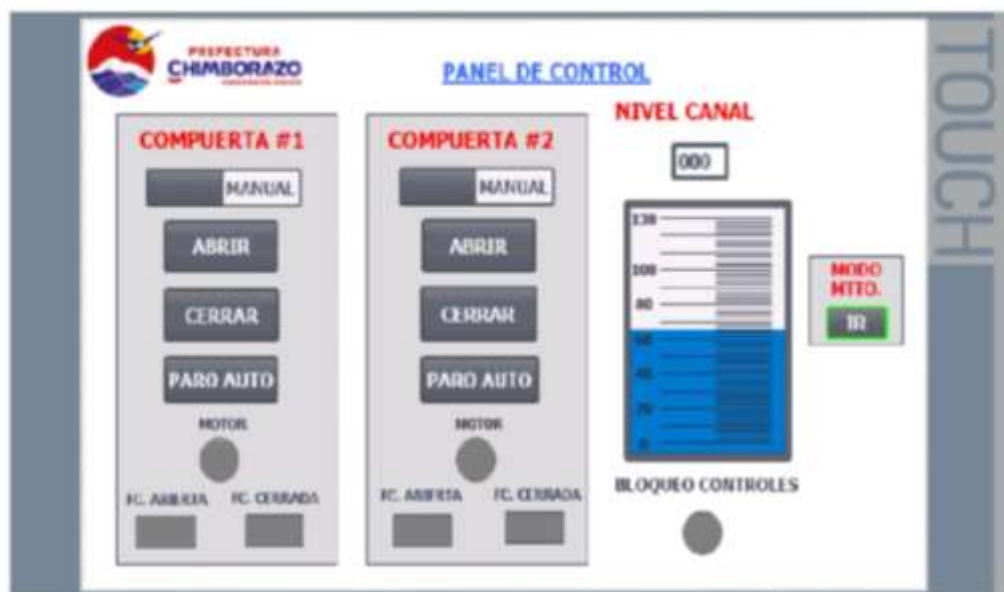 PREFECTURA
CHIMBORAZO
PANEL DE CONTROL
TOUCH
COMPUERTA #1
MANUAL
ABRIR
CERRAR
PARO AUTO
MOTOR
FC. ABIERTA FC. CERRADA
COMPUERTA #2
MANUAL
ABRIR
CERRAR
PARO AUTO
MOTOR
FC. ABIERTA FC. CERRADA
NIVEL CANAL
000
130
100
80
60
40
20
0
BLOQUEO CONTROLES
MODO
MTTO.
IR